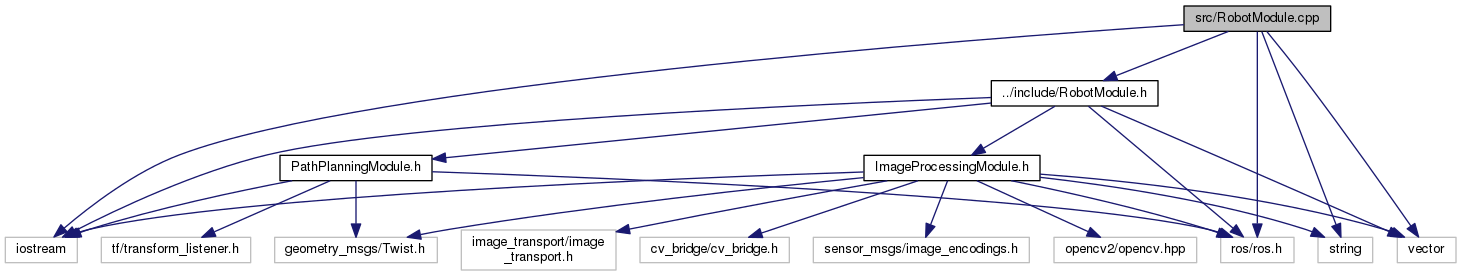 src/RobotModule.cpp
../include/RobotModule.h
PathPlanningModule.h
ImageProcessingModule.h
iostream
tf/transform_listener.h
geometry_msgs/Twist.h
image_transport/image
_transport.h
cv_bridge/cv_bridge.h
sensor_msgs/image_encodings.h
opencv2/opencv.hpp
ros/ros.h
string
vector